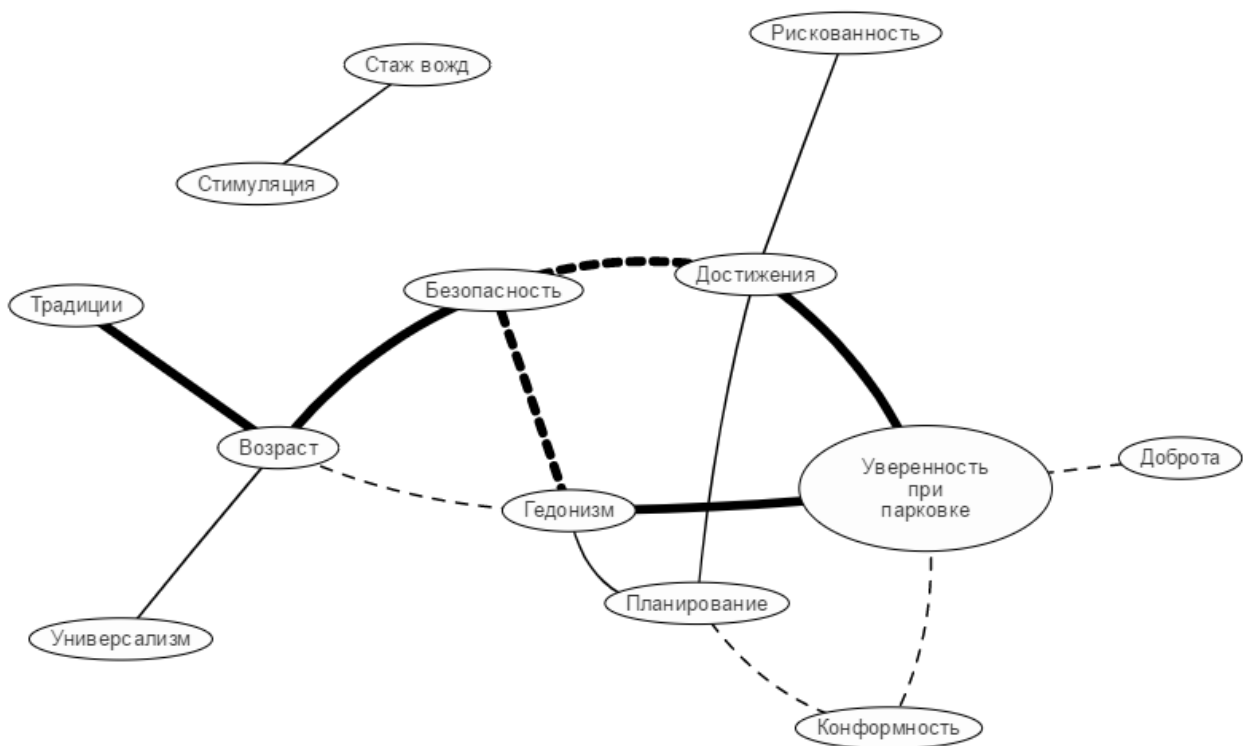 Рискованность
Стаж вожд
Стимуляция
Достижения
Безопасность
Традиции
Возраст
Уверенность
при
парковке
Доброта
Гедонизм
Планирование
Универсализм
Конформность